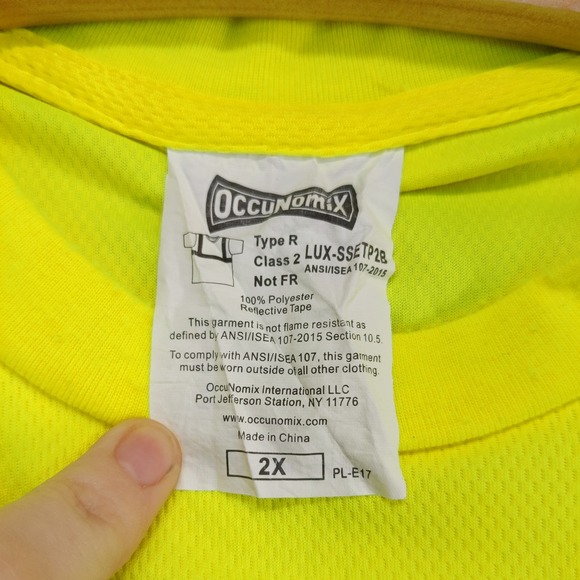 OCCUNOMIX
Type R
Class 2
Not FR
LUX-SSETP2B
ANSI/ISEA 107-2015
100% Polyester
Reflective Tape
This garment is not flame resistant as
defined by ANSI/ISEA 107-2015 Section 10.5.
To comply with ANSI/ISEA 107, this garment
must be worn outside of all other clothing.
OccuNomix International LLC
Port Jefferson Station, NY 11776
www.occunomix.com
Made in China
2X
PL-E17